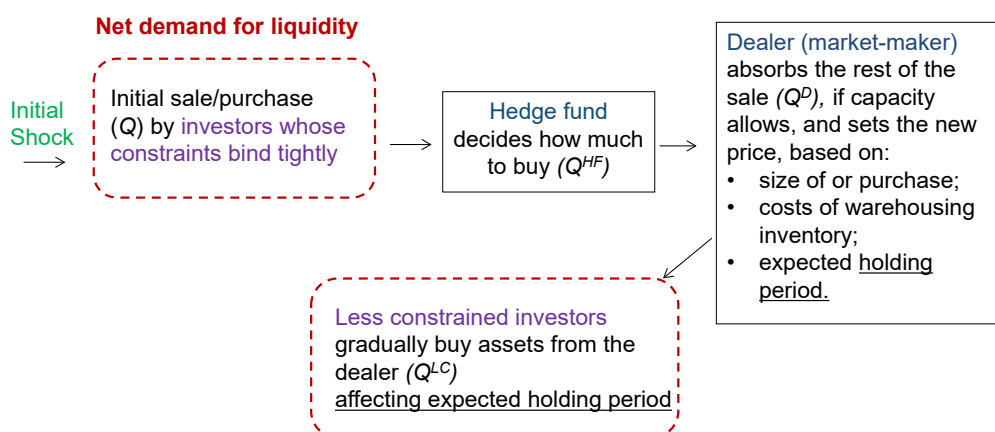 Net demand for liquidity
Initial
Shock
Initial sale/purchase
(Q) by investors whose
constraints bind tightly
Hedge fund
decides how much
to buy (Q^HF)
Dealer (market-maker)
absorbs the rest of the
sale (Q^D), if capacity
allows, and sets the new
price, based on:
• size of or purchase;
• costs of warehousing
inventory;
• expected holding
period.
Less constrained investors
gradually buy assets from the
dealer (Q^LC)
affecting expected holding period